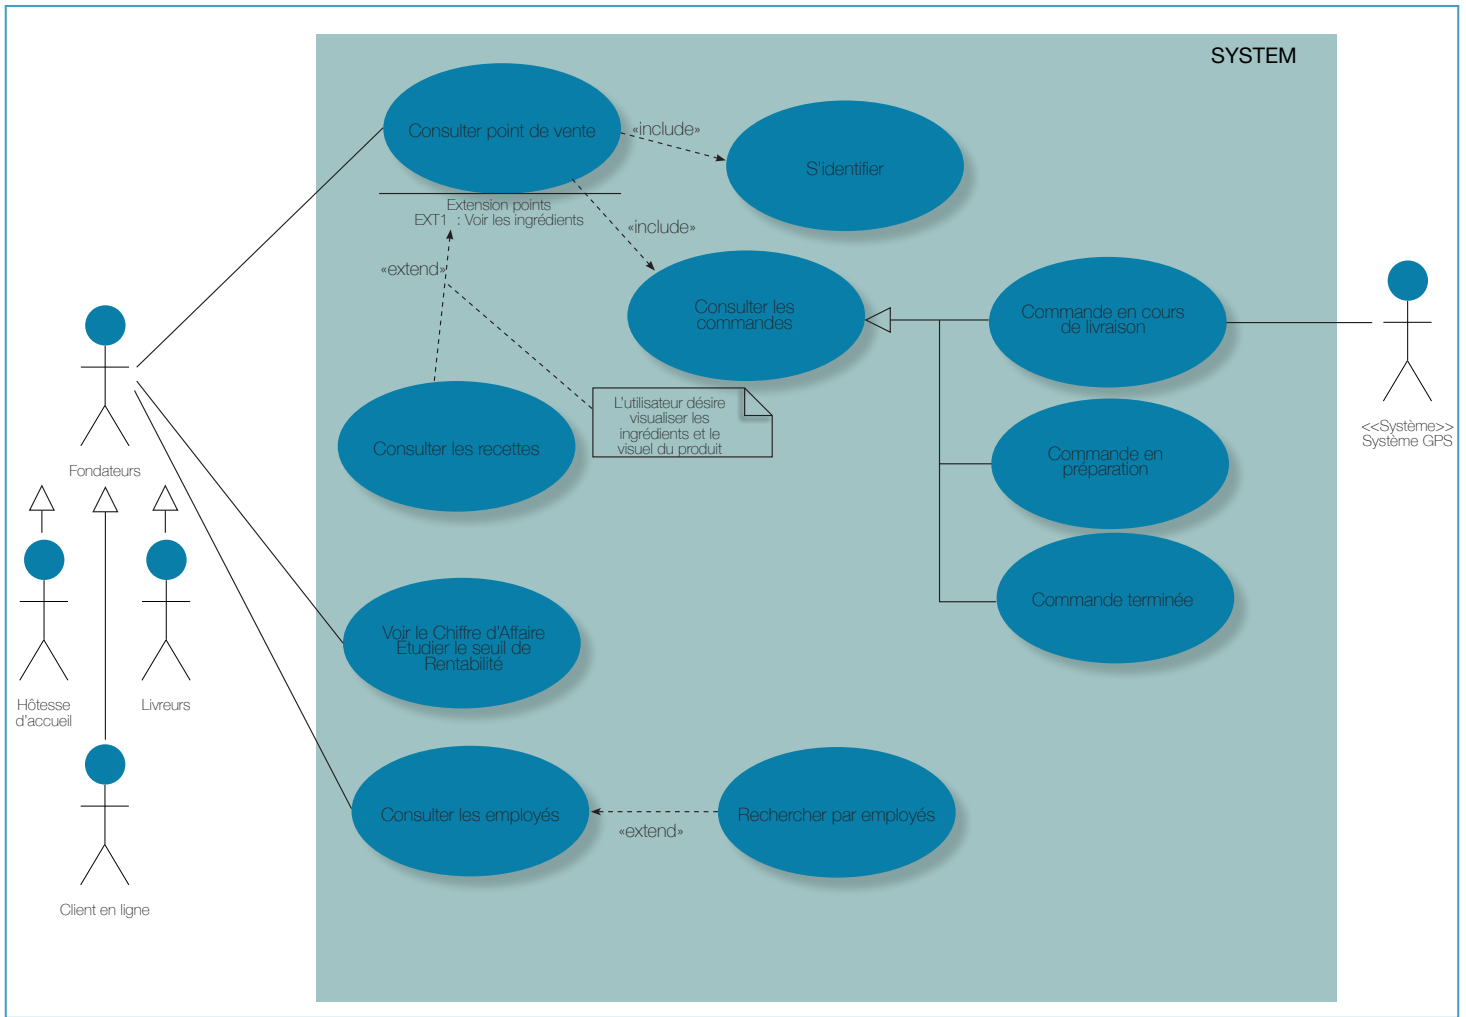 SYSTEM
Consulter point de vente
«include»
S'identifier
Extension points
EXT1 : Voir les ingrédients
«include»
«extend»
Consulter les
commandes
Commande en cours
de livraison
<<Système>>
Système GPS
L'utilisateur désire
visualiser les
ingrédients et le
visuel du produit
Consulter les recettes
Commande en
préparation
Fondateurs
Commande terminée
Voir le Chiffre d'Affaire
Etudier le seuil de
Rentabilité
Hôtesse
d'accueil
Livreurs
Consulter les employés
«extend»
Rechercher par employés
Client en ligne